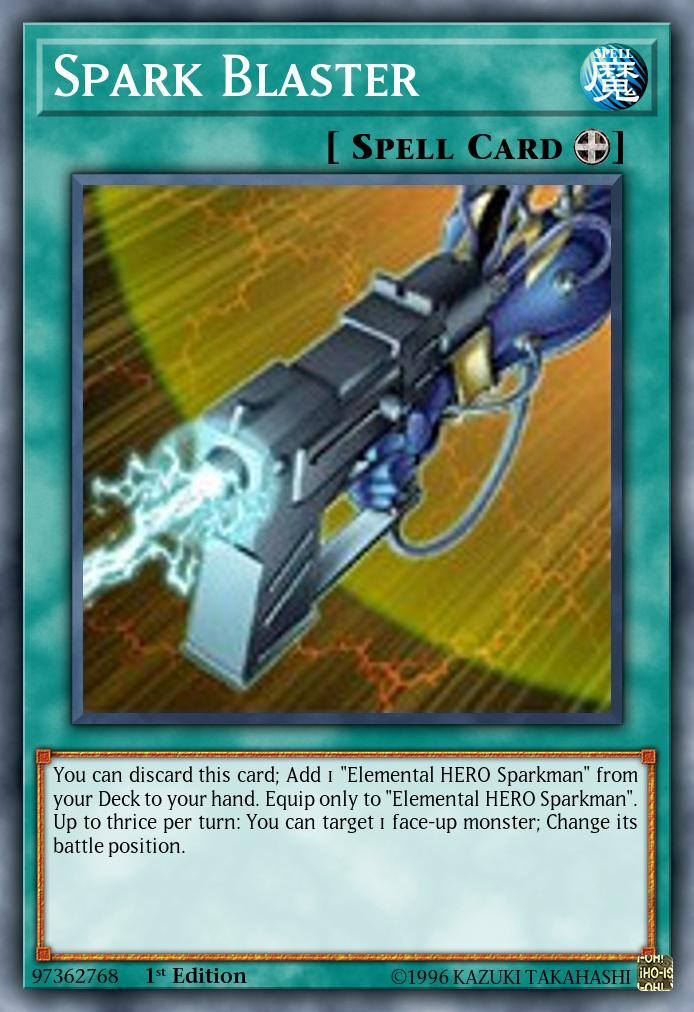 SPARK BLASTER
SPELL
魔
[ SPELL CARD ]
You can discard this card; Add 1 "Elemental HERO Sparkman" from
your Deck to your hand. Equip only to "Elemental HERO Sparkman".
Up to thrice per turn: You can target 1 face-up monster; Change its
battle position.
97362768 1st Edition ©1996 KAZUKI TAKAHASHI